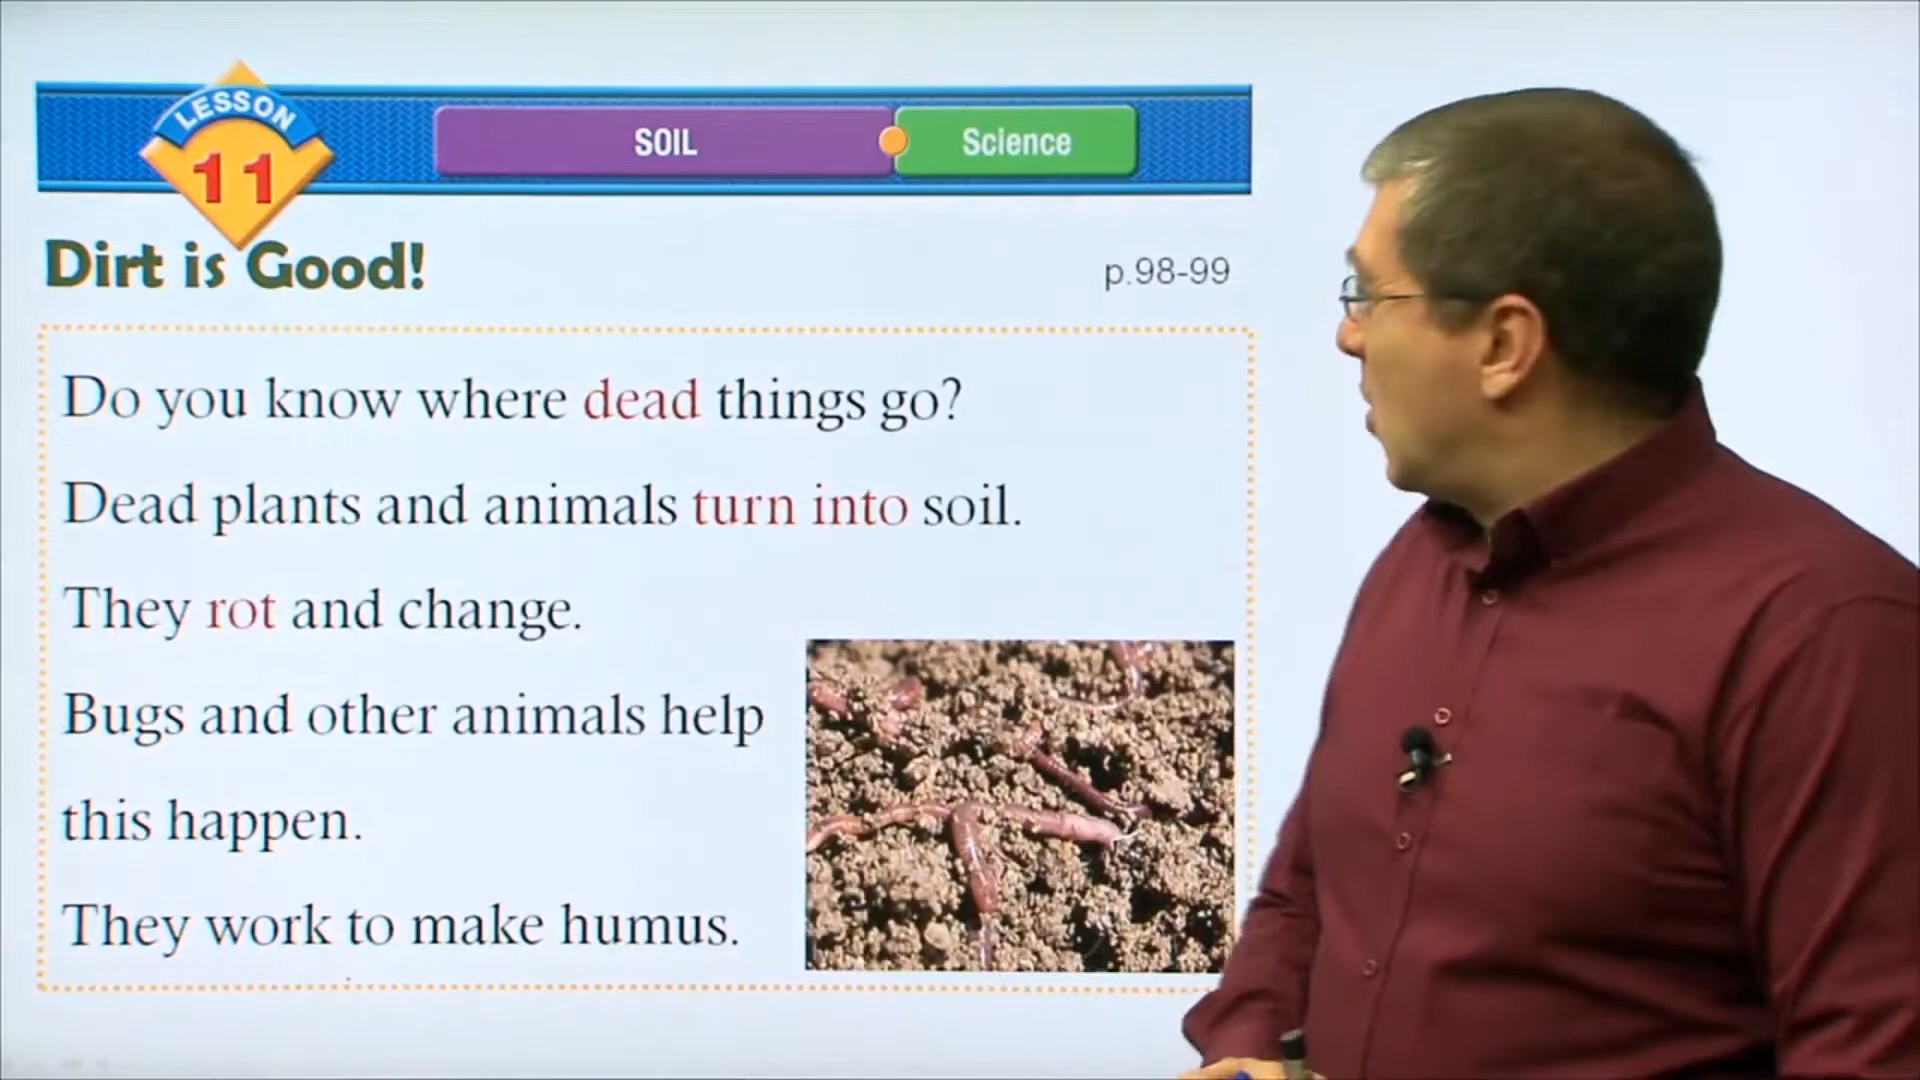 LESSON
11
SOIL
Science
Dirt is Good!
p.98-99
Do you know where dead things go?
Dead plants and animals turn into soil.
They rot and change.
Bugs and other animals help
this happen.
They work to make humus.